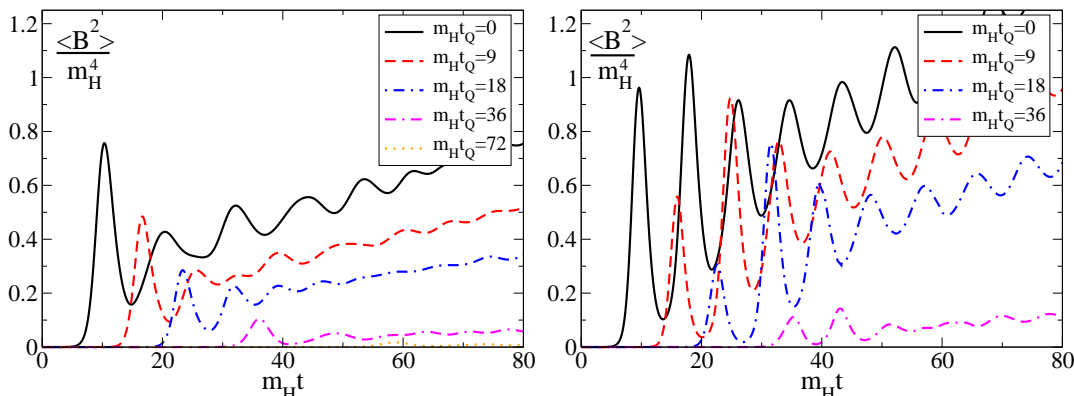 1.2
1
0.8
0.6
0.4
0.2
0
<B²>
m_H⁴
m_Ht_Q=0
m_Ht_Q=9
m_Ht_Q=18
m_Ht_Q=36
m_Ht_Q=72
0 20 40 60 80
m_Ht
1.2
1
0.8
0.6
0.4
0.2
0
<B²>
m_H⁴
m_Ht_Q=0
m_Ht_Q=9
m_Ht_Q=18
m_Ht_Q=36
0 20 40 60 80
m_Ht